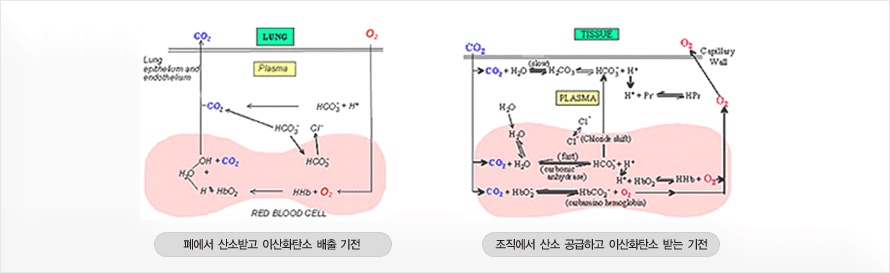 CO2
LUNG
O2
Lung
epithelium and
endothelium
Plasma
CO2
HCO3- + H+
HCO3-
Cl-
OH + CO2
HCO3-
H2O
+
H+ HbO2
HHb + O2
RED BLOOD CELL
폐에서 산소받고 이산화탄소 배출 기전
CO2
TISSUE
O2
Capillary
Wall
(slow)
CO2 + H2O
H2CO3
HCO3- + H+
H+ + Pr
HPr
O2
PLASMA
H2O
Cl-
H2O
Cl-
(Chloride shift)
(fast)
CO2 + H2O
HCO3- + H+
(carbonic
anhydrase)
H+ + HbO2
HHb + O2
CO2 + HbO2-
HbCO2- + O2
(carbamino hemoglobin)
조직에서 산소 공급하고 이산화탄소 받는 기전